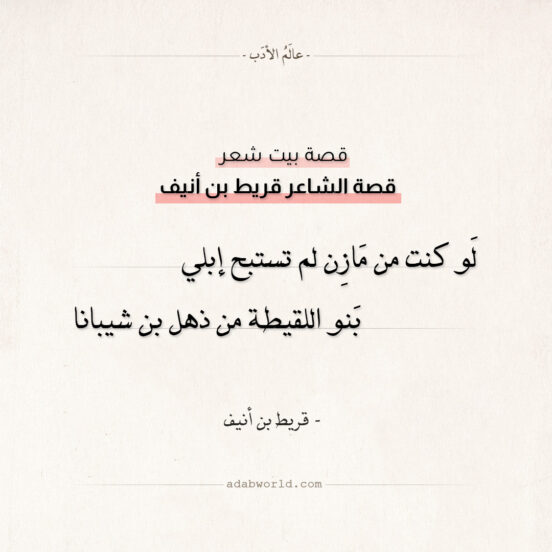 - عالَمُ الأدَب -
قصة بيت شعر
قصة الشاعر قريط بن أنيف
لَو كنت من مَازِن لم تستبح إبلي
بَنو اللقيطة من ذهل بن شيبانا
- قريط بن أنيف
adabworld.com